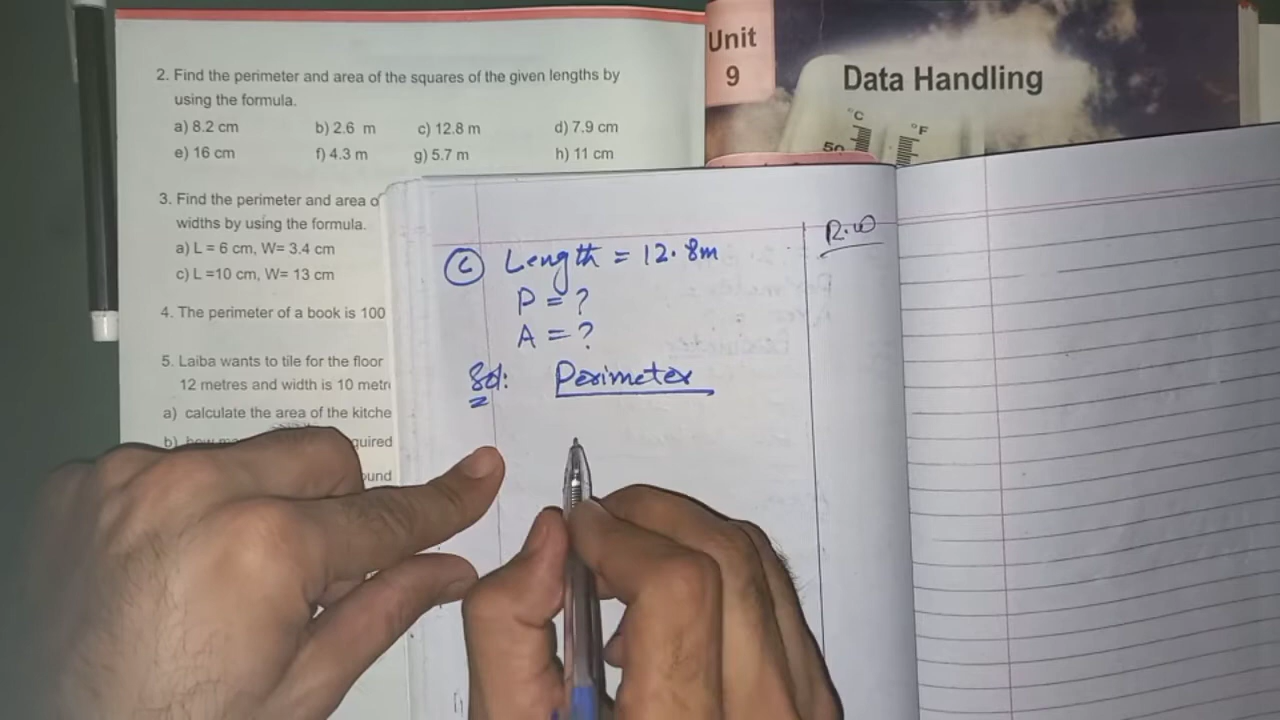 2. Find the perimeter and area of the squares of the given lengths by
using the formula.
a) 8.2 cm b) 2.6 m c) 12.8 m d) 7.9 cm
e) 16 cm f) 4.3 m g) 5.7 m h) 11 cm
3. Find the perimeter and area o
widths by using the formula.
a) L = 6 cm, W= 3.4 cm
c) L =10 cm, W= 13 cm
4. The perimeter of a book is 100
5. Laiba wants to tile for the floor
12 metres and width is 10 metr
a) calculate the area of the kitche
b) how quired
ound
Unit
9
Data Handling
°C °F
50
c Length = 12.8m
P = ?
A = ?
Sol: Perimeter
R.W